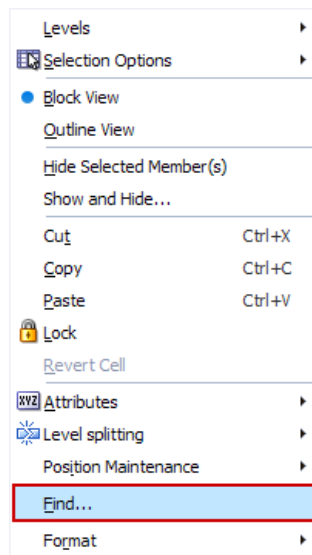 Levels
Selection Options
Block View
Outline View
Hide Selected Member(s)
Show and Hide...
Cut Ctrl+X
Copy Ctrl+C
Paste Ctrl+V
Lock
Revert Cell
XYZ Attributes
Level splitting
Position Maintenance
Find...
Format